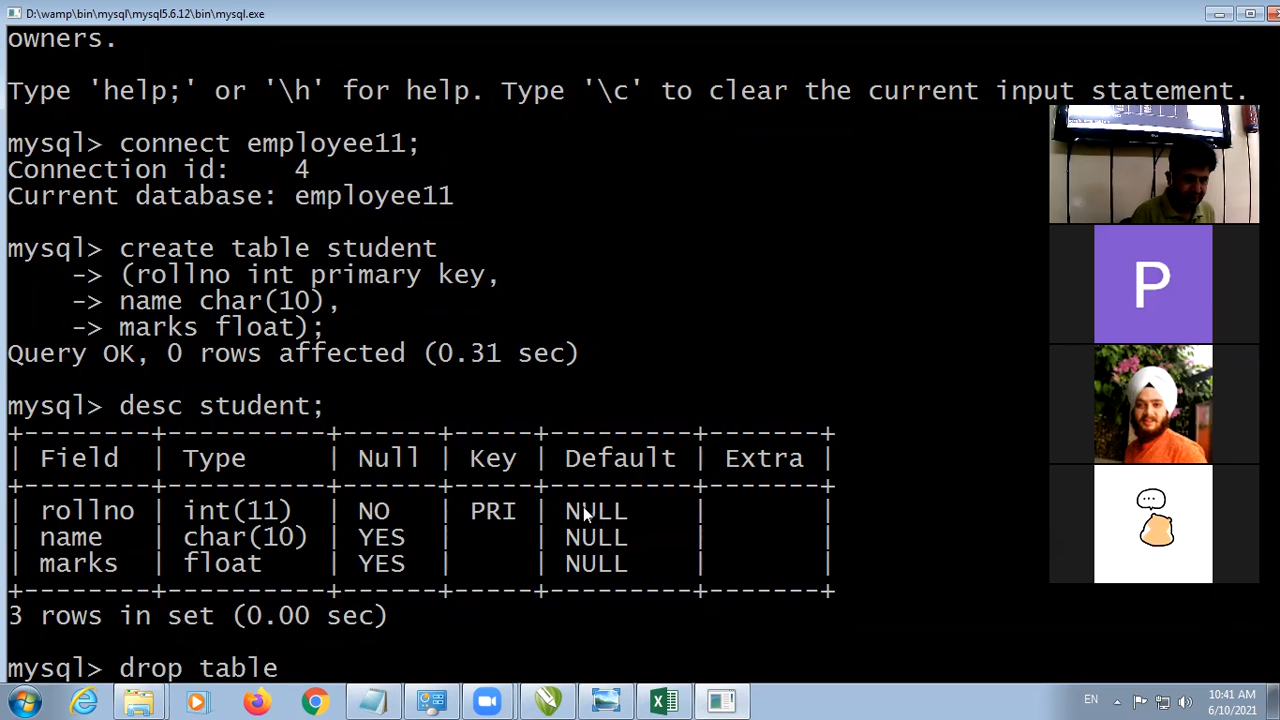 D:\wamp\bin\mysql\mysql5.6.12\bin\mysql.exe
owners.
Type 'help;' or '\h' for help. Type '\c' to clear the current input statement.
mysql> connect employee11;
Connection id:    4
Current database: employee11
mysql> create table student
    -> (rollno int primary key,
    -> name char(10),
    -> marks float);
Query OK, 0 rows affected (0.31 sec)
mysql> desc student;
+--------+----------+------+-----+---------+-------+
| Field  | Type     | Null | Key | Default | Extra |
+--------+----------+------+-----+---------+-------+
| rollno | int(11)  | NO   | PRI | NULL    |       |
| name   | char(10) | YES  |     | NULL    |       |
| marks  | float    | YES  |     | NULL    |       |
+--------+----------+------+-----+---------+-------+
3 rows in set (0.00 sec)
mysql> drop table
P
...
EN
10:41 AM
6/10/2021